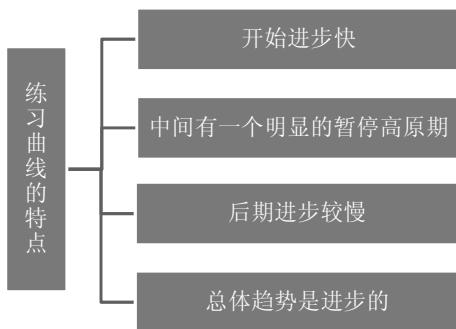 练习曲线的特点
开始进步快
中间有一个明显的暂停高原期
后期进步较慢
总体趋势是进步的